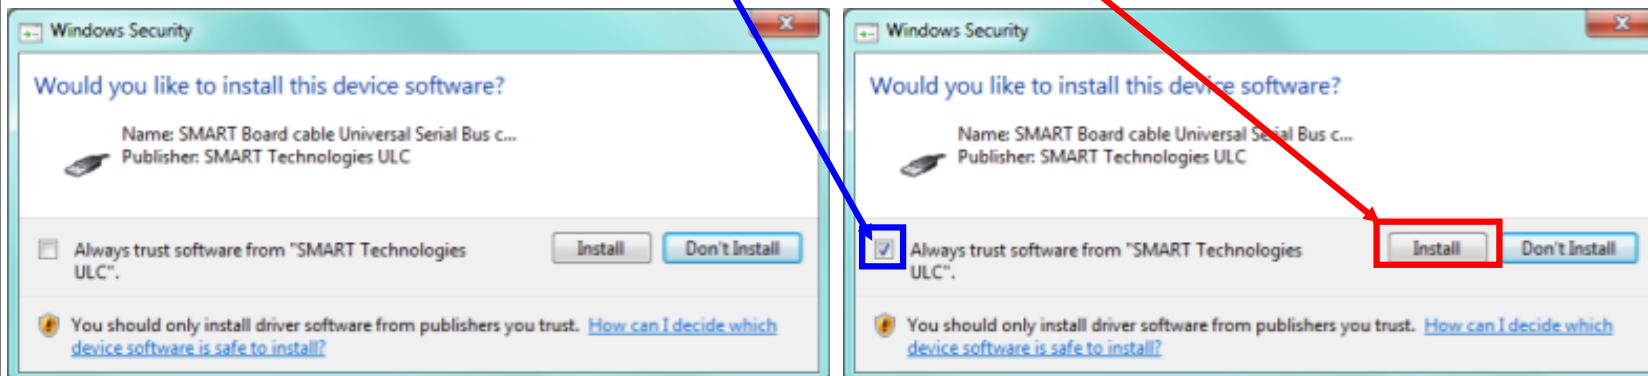 Windows Security
Would you like to install this device software?
Name: SMART Board cable Universal Serial Bus c...
Publisher: SMART Technologies ULC
Always trust software from "SMART Technologies
ULC".
Install
Don't Install
You should only install driver software from publishers you trust. How can I decide which
device software is safe to install?
Windows Security
Would you like to install this device software?
Name: SMART Board cable Universal Serial Bus c...
Publisher: SMART Technologies ULC
Always trust software from "SMART Technologies
ULC".
Install
Don't Install
You should only install driver software from publishers you trust. How can I decide which
device software is safe to install?